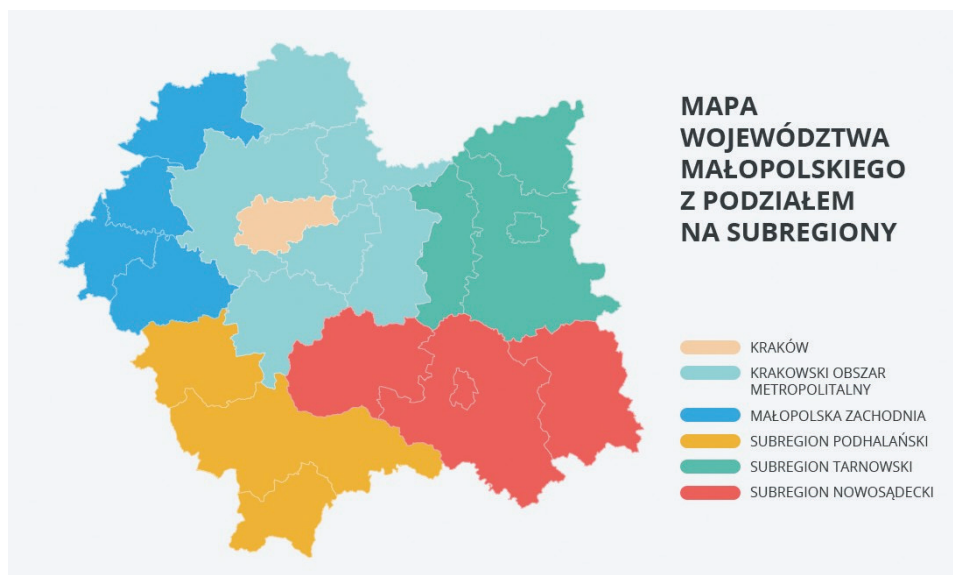 MAPA
WOJEWÓDZTWA
MAŁOPOLSKIEGO
Z PODZIAŁEM
NA SUBREGIONY
KRAKÓW
KRAKOWSKI OBSZAR
METROPOLITALNY
MAŁOPOLSKA ZACHODNIA
SUBREGION PODHALAŃSKI
SUBREGION TARNOWSKI
SUBREGION NOWOSĄDECKI